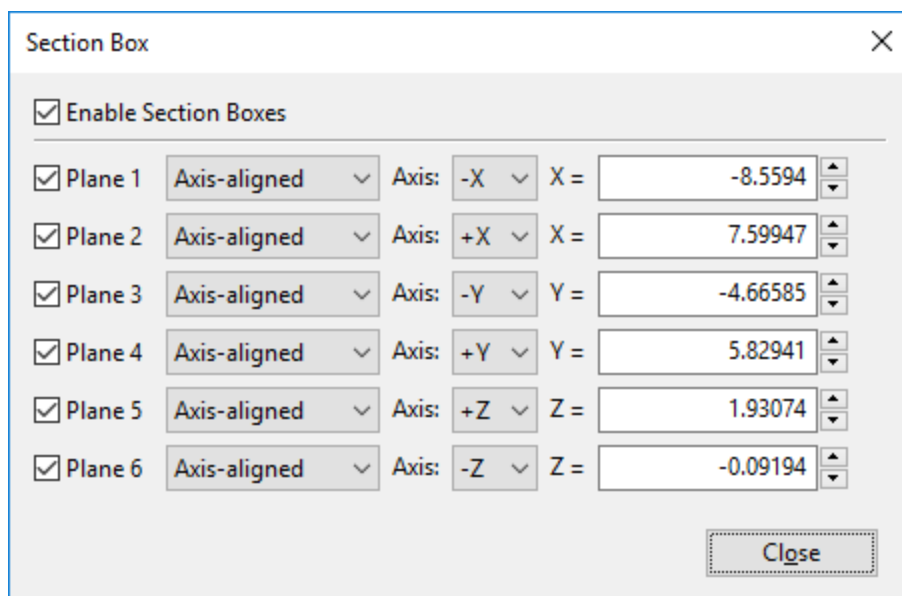 Section Box
Enable Section Boxes
Plane 1 Axis-aligned Axis: -X X = -8.5594
Plane 2 Axis-aligned Axis: +X X = 7.59947
Plane 3 Axis-aligned Axis: -Y Y = -4.66585
Plane 4 Axis-aligned Axis: +Y Y = 5.82941
Plane 5 Axis-aligned Axis: +Z Z = 1.93074
Plane 6 Axis-aligned Axis: -Z Z = -0.09194
Close